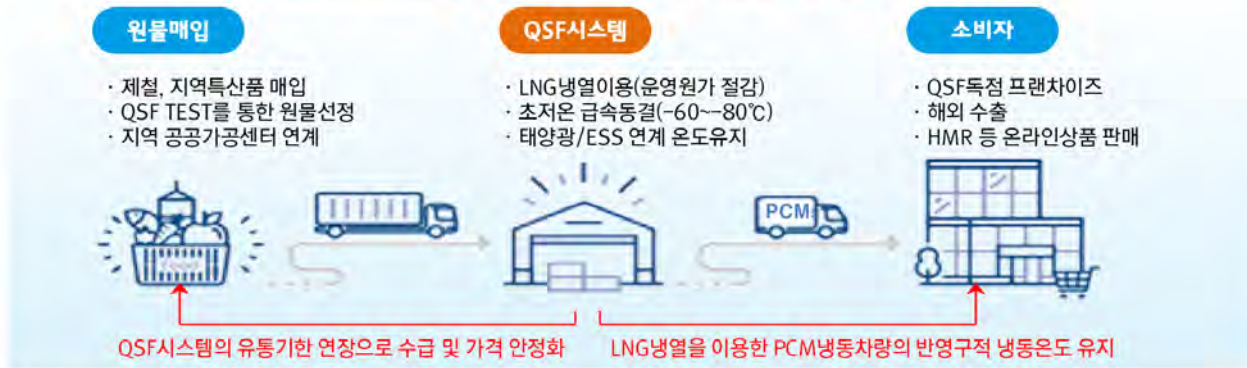 원물매입
QSF시스템
소비자
· 제철, 지역특산품 매입
· QSF TEST를 통한 원물선정
· 지역 공공가공센터 연계
· LNG냉열이용(운영원가 절감)
· 초저온 급속동결(-60~-80℃)
· 태양광/ESS 연계 온도유지
· QSF독점 프랜차이즈
· 해외 수출
· HMR 등 온라인상품 판매
PCM
QSF시스템의 유통기한 연장으로 수급 및 가격 안정화
LNG냉열을 이용한 PCM냉동차량의 반영구적 냉동온도 유지